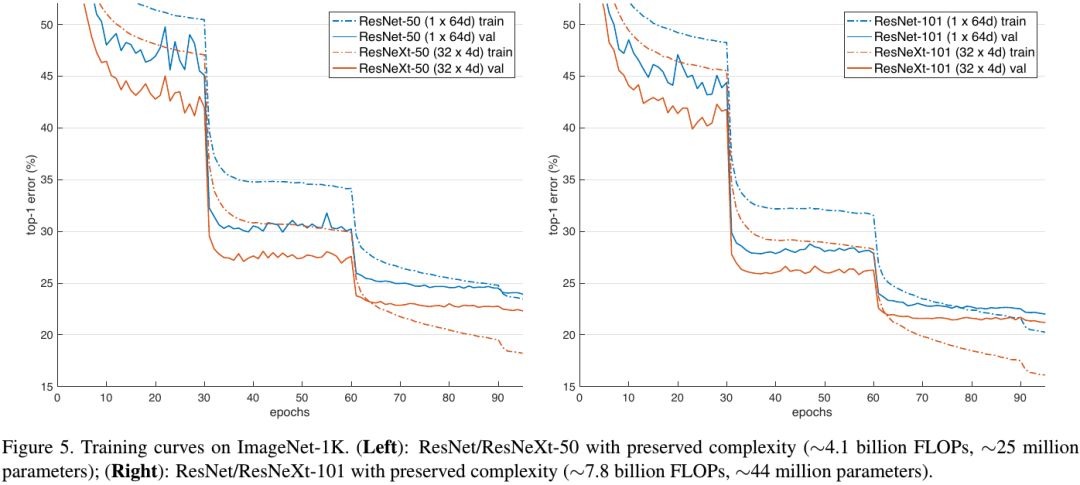 50
45
40
35
30
25
20
15
top-1 error (%)
0 10 20 30 40 50 60 70 80 90
epochs
ResNet-50 (1 x 64d) train
ResNet-50 (1 x 64d) val
ResNeXt-50 (32 x 4d) train
ResNeXt-50 (32 x 4d) val
50
45
40
35
30
25
20
15
top-1 error (%)
0 10 20 30 40 50 60 70 80 90
epochs
ResNet-101 (1 x 64d) train
ResNet-101 (1 x 64d) val
ResNeXt-101 (32 x 4d) train
ResNeXt-101 (32 x 4d) val
Figure 5. Training curves on ImageNet-1K. (Left): ResNet/ResNeXt-50 with preserved complexity (∼4.1 billion FLOPs, ∼25 million
parameters); (Right): ResNet/ResNeXt-101 with preserved complexity (∼7.8 billion FLOPs, ∼44 million parameters).